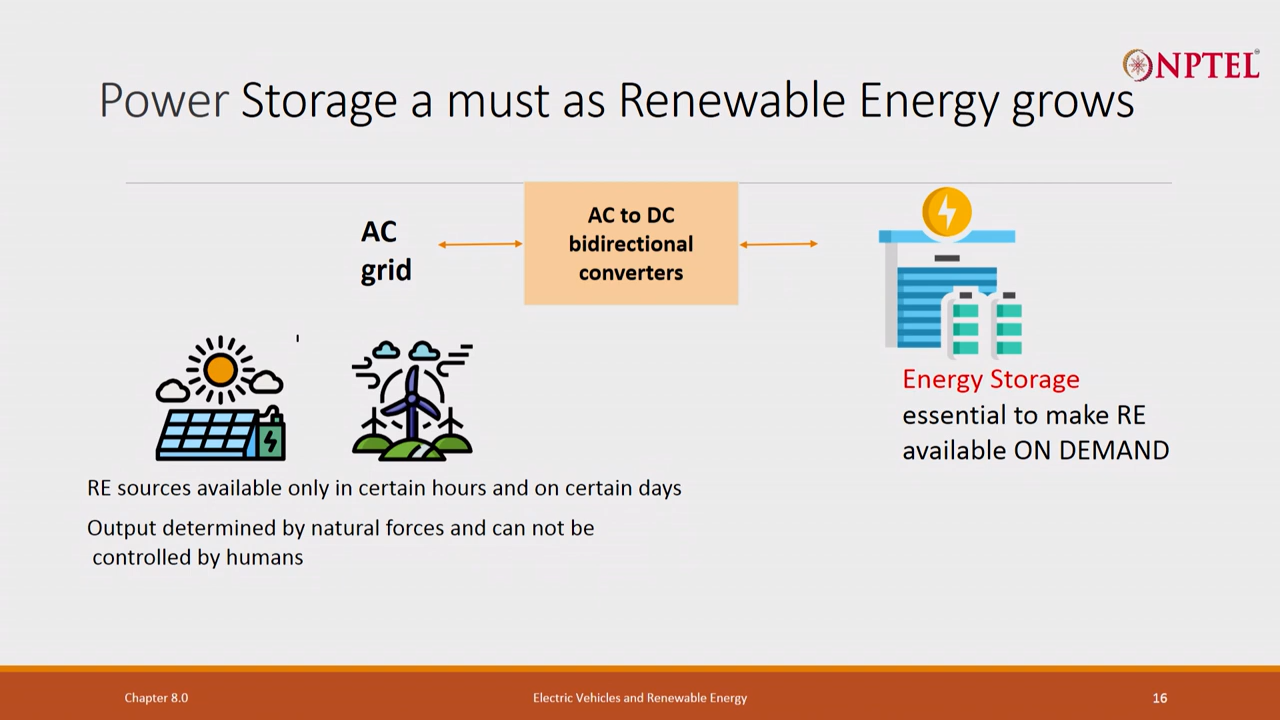 NPTEL
Power Storage a must as Renewable Energy grows
AC
grid
AC to DC
bidirectional
converters
Energy Storage
essential to make RE
available ON DEMAND
RE sources available only in certain hours and on certain days
Output determined by natural forces and can not be
controlled by humans
Chapter 8.0
Electric Vehicles and Renewable Energy
16